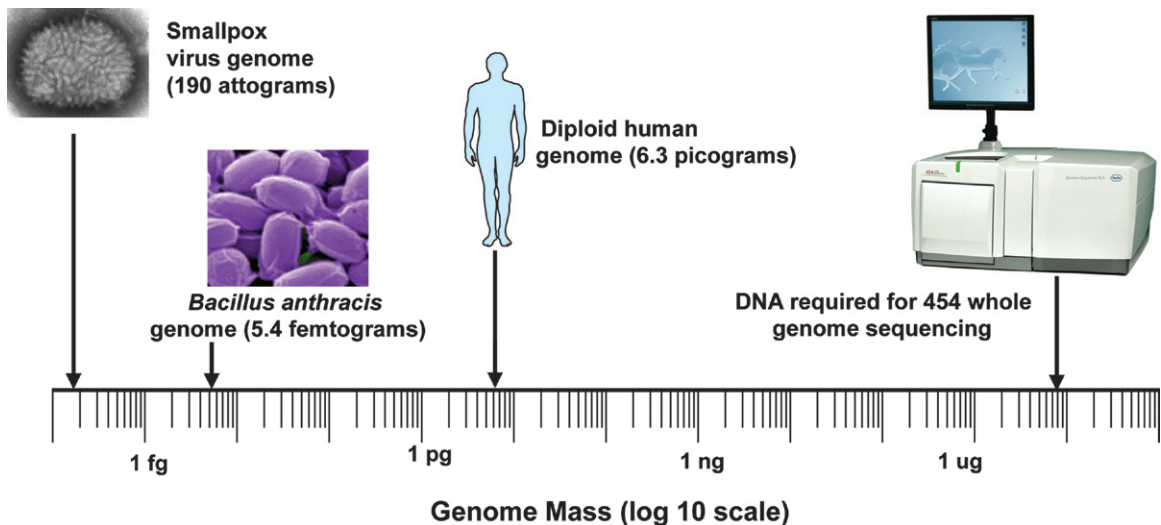 Smallpox
virus genome
(190 attograms)
Diploid human
genome (6.3 picograms)
Bacillus anthracis
genome (5.4 femtograms)
DNA required for 454 whole
genome sequencing
1 fg
1 pg
1 ng
1 ug
Genome Mass (log 10 scale)